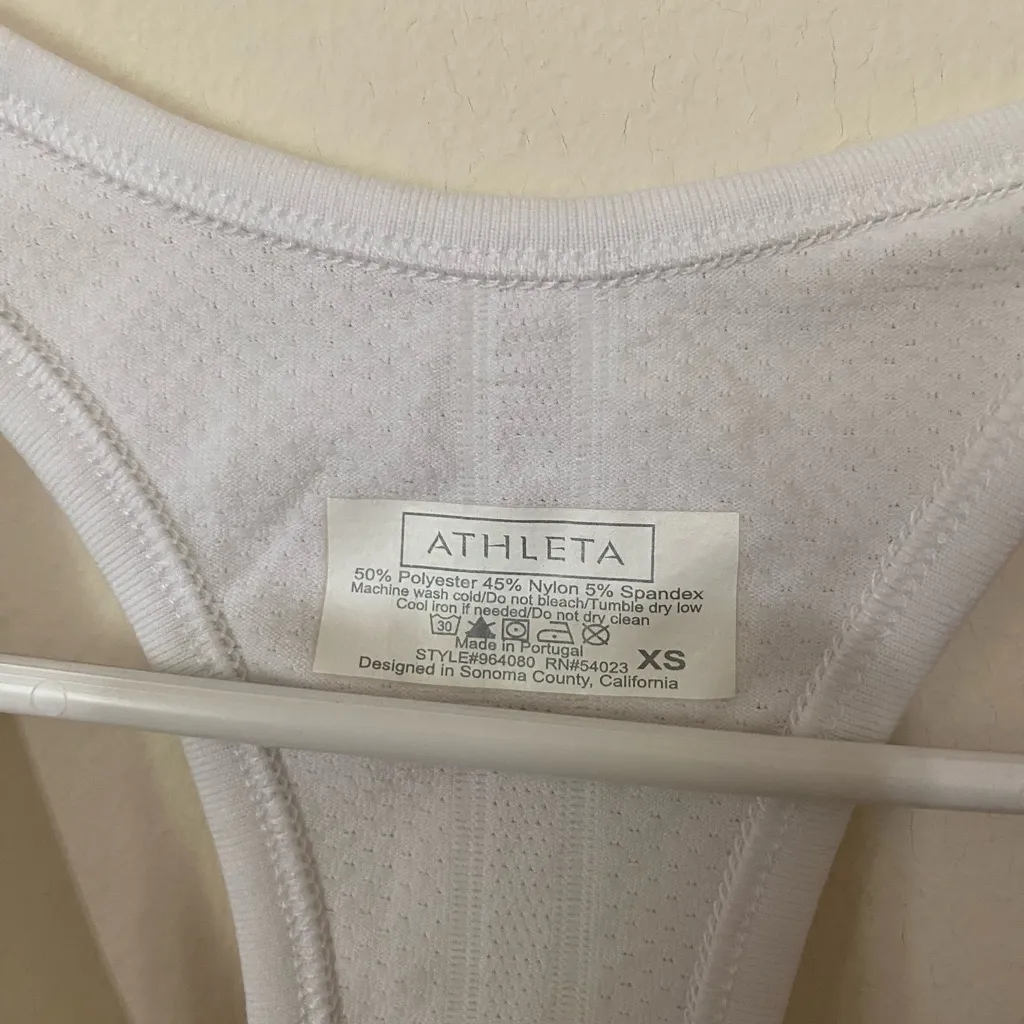 ATHLETA
50% Polyester 45% Nylon 5% Spandex
Machine wash cold/Do not bleach/Tumble dry low
Cool iron if needed/Do not dry clean
30
Made in Portugal
STYLE#964080 RN#54023 XS
Designed in Sonoma County, California